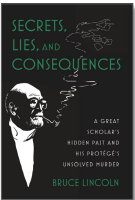 SECRETS,
LIES, AND
CONSEQUENCES
A GREAT
SCHOLAR'S
HIDDEN PAST AND
HIS PROTÉGÉ'S
UNSOLVED MURDER
BRUCE LINCOLN